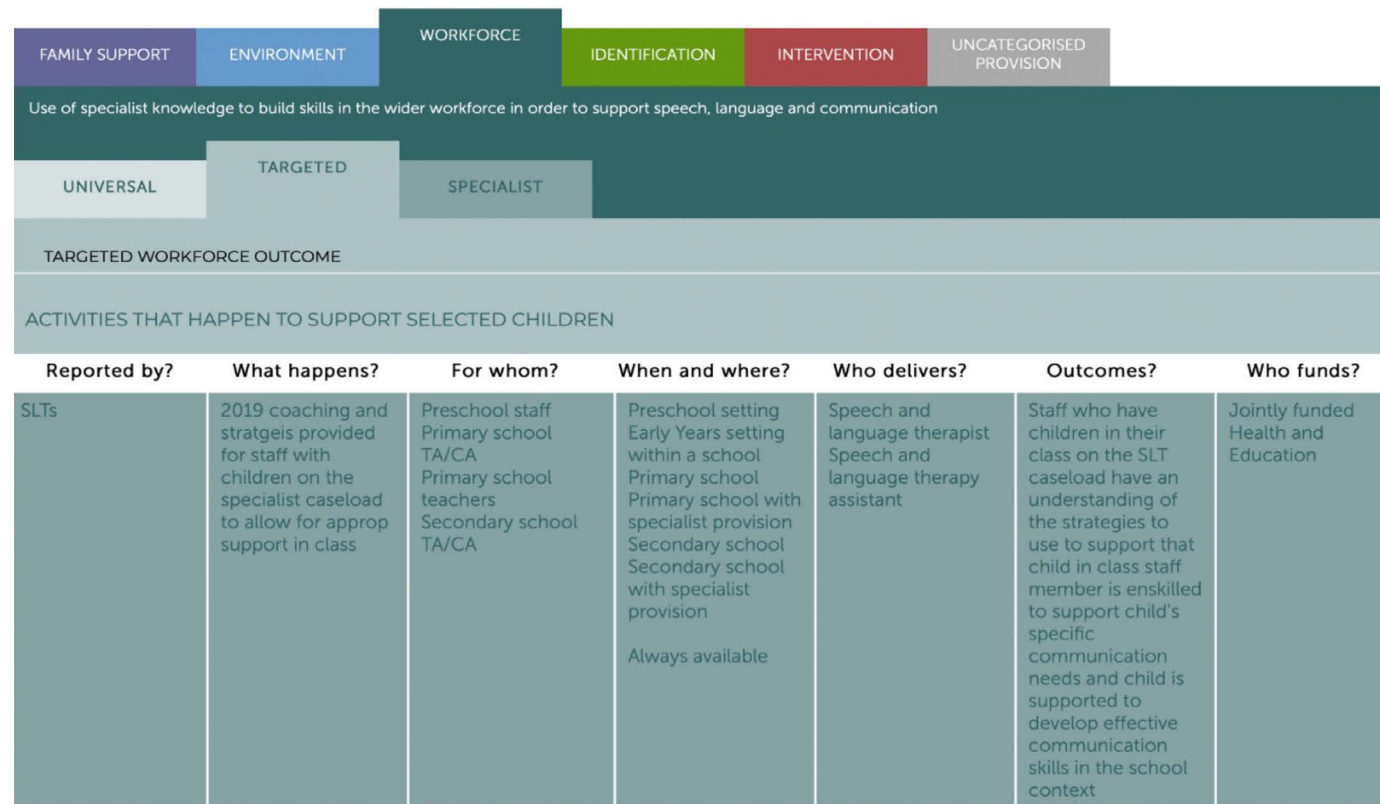 FAMILY SUPPORT
ENVIRONMENT
WORKFORCE
IDENTIFICATION
INTERVENTION
UNCATEGORISED
PROVISION
Use of specialist knowledge to build skills in the wider workforce in order to support speech, language and communication
UNIVERSAL
TARGETED
SPECIALIST
TARGETED WORKFORCE OUTCOME
ACTIVITIES THAT HAPPEN TO SUPPORT SELECTED CHILDREN
Reported by?
What happens?
For whom?
When and where?
Who delivers?
Outcomes?
Who funds?
SLTs
2019 coaching and
stratgeis provided
for staff with
children on the
specialist caseload
to allow for approp
support in class
Preschool staff
Primary school
TA/CA
Primary school
teachers
Secondary school
TA/CA
Preschool setting
Early Years setting
within a school
Primary school
Primary school with
specialist provision
Secondary school
Secondary school
with specialist
provision
Always available
Speech and
language therapist
Speech and
language therapy
assistant
Staff who have
children in their
class on the SLT
caseload have an
understanding of
the strategies to
use to support that
child in class staff
member is enskilled
to support child's
specific
communication
needs and child is
supported to
develop effective
communication
skills in the school
context
Jointly funded
Health and
Education